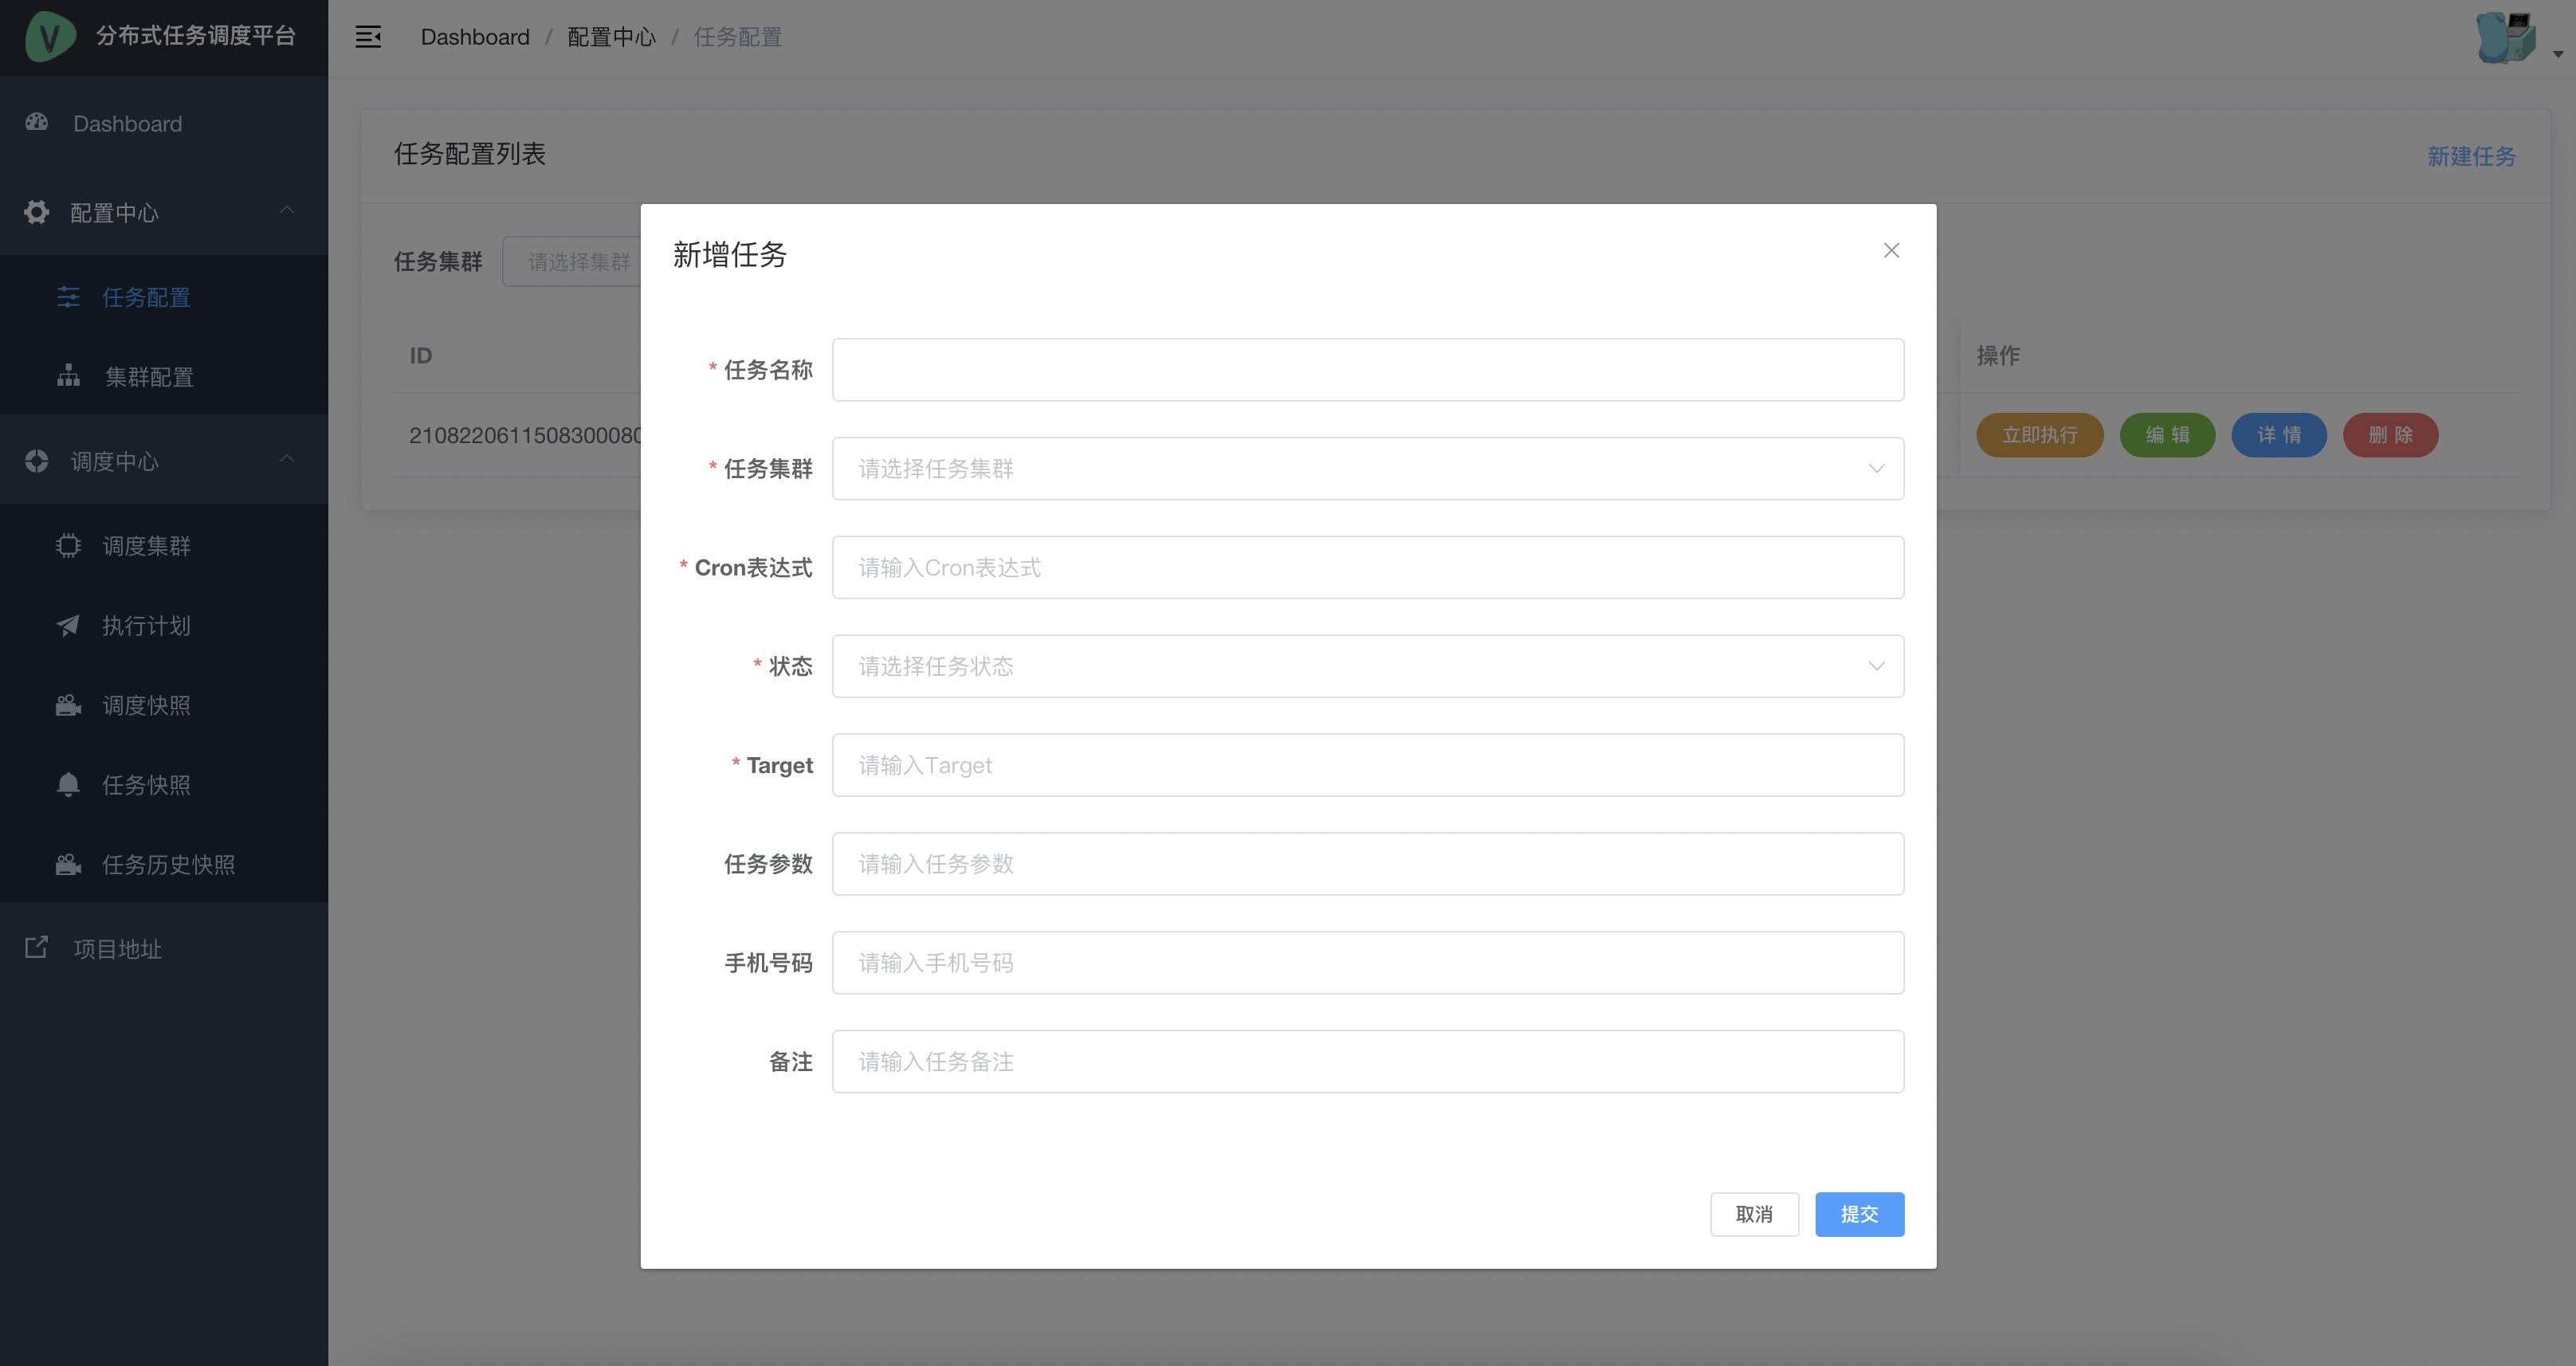 V
分布式任务调度平台
Dashboard / 配置中心 / 任务配置
Dashboard
配置中心
任务配置
集群配置
调度中心
调度集群
执行计划
调度快照
任务快照
任务历史快照
项目地址
任务配置列表
新建任务
任务集群 请选择集群
ID
操作
2108220611508300080
立即执行 编 辑 详 情 删 除
新增任务
* 任务名称
* 任务集群 请选择任务集群
* Cron表达式 请输入Cron表达式
* 状态 请选择任务状态
* Target 请输入Target
任务参数 请输入任务参数
手机号码 请输入手机号码
备注 请输入任务备注
取消 提交